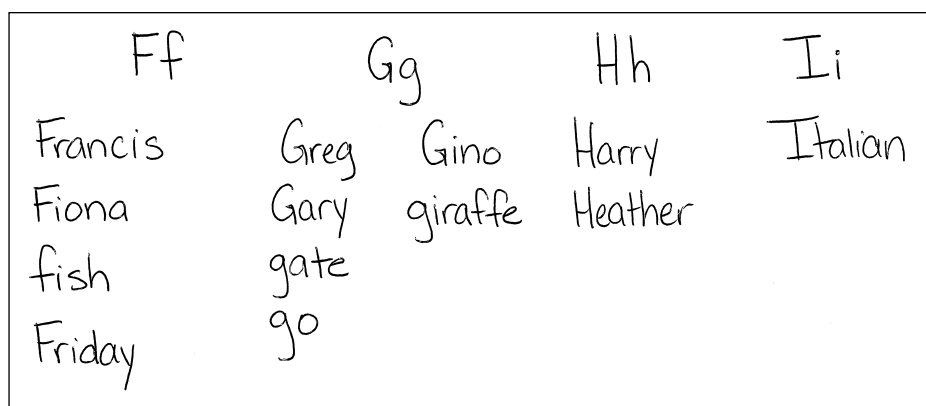 Ff Gg Hh Ii
Francis Greg Gino Harry Italian
Fiona Gary giraffe Heather
fish gate
Friday go